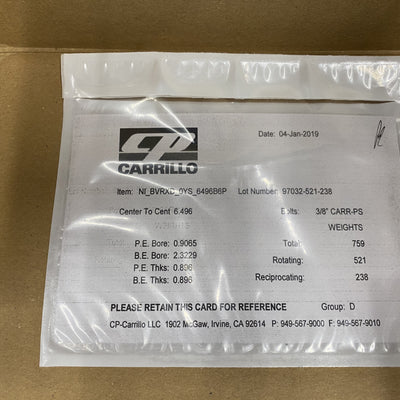 CP
CARRILLO
Date: 04-Jan-2019
Item: NI_BVRXD_0YS_6496B6P Lot Number: 97032-521-238
Center To Cent 6.496 Bolts: 3/8" CARR-PS
WEIGHTS
P.E. Bore: 0.9065 Total: 759
B.E. Bore: 2.3229 Rotating: 521
P.E. Thks: 0.896 Reciprocating: 238
B.E. Thks: 0.896
PLEASE RETAIN THIS CARD FOR REFERENCE Group: D
CP-Carrillo LLC 1902 McGaw, Irvine, CA 92614 P: 949-567-9000 F: 949-567-9010